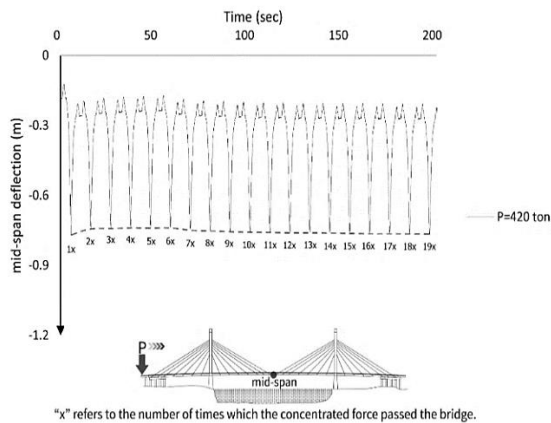 Time (sec)
0 50 100 150 200
0
-0.3
-0.6
-0.9
-1.2
mid-span deflection (m)
1x 2x 3x 4x 5x 6x 7x 8x 9x 10x 11x 12x 13x 14x 15x 16x 17x 18x 19x
P=420 ton
P
mid-span
“x” refers to the number of times which the concentrated force passed the bridge.